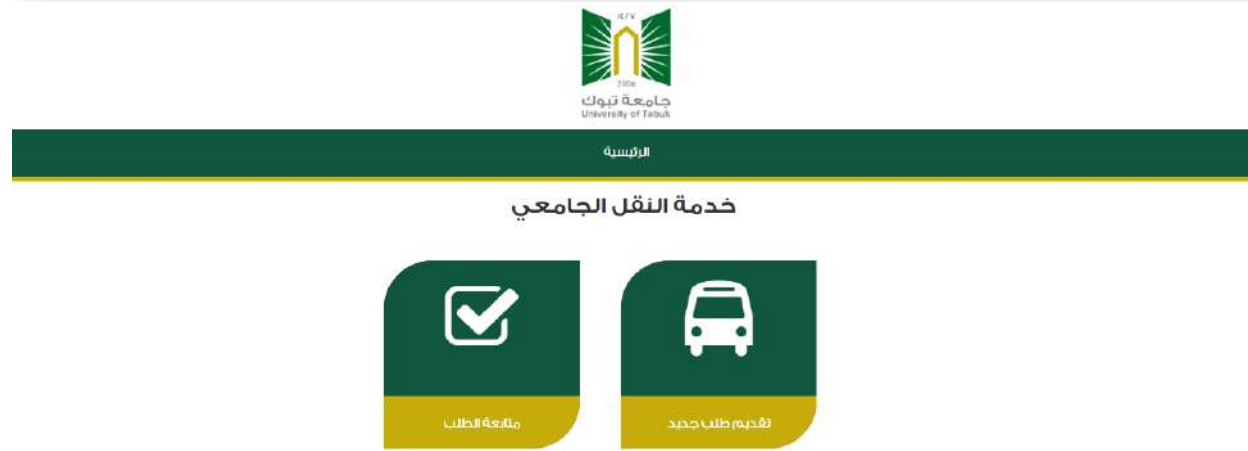 ١٤٢٧
2006
جامعة تبوك
University of Tabuk
الرئيسية
خدمة النقل الجامعي
تقديم طلب جديد
متابعة الطلب